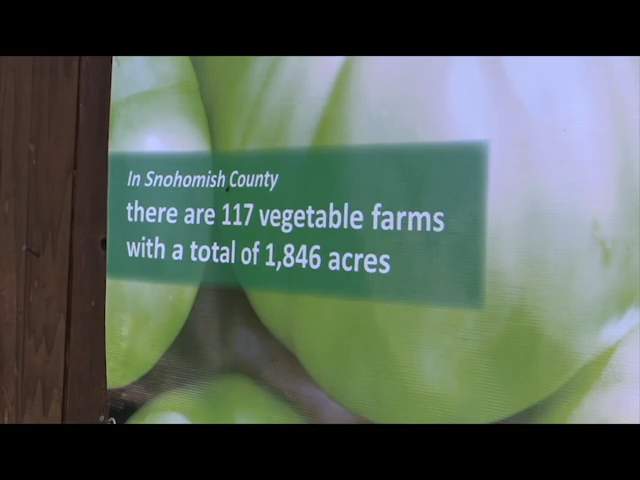 In Snohomish County
there are 117 vegetable farms
with a total of 1,846 acres